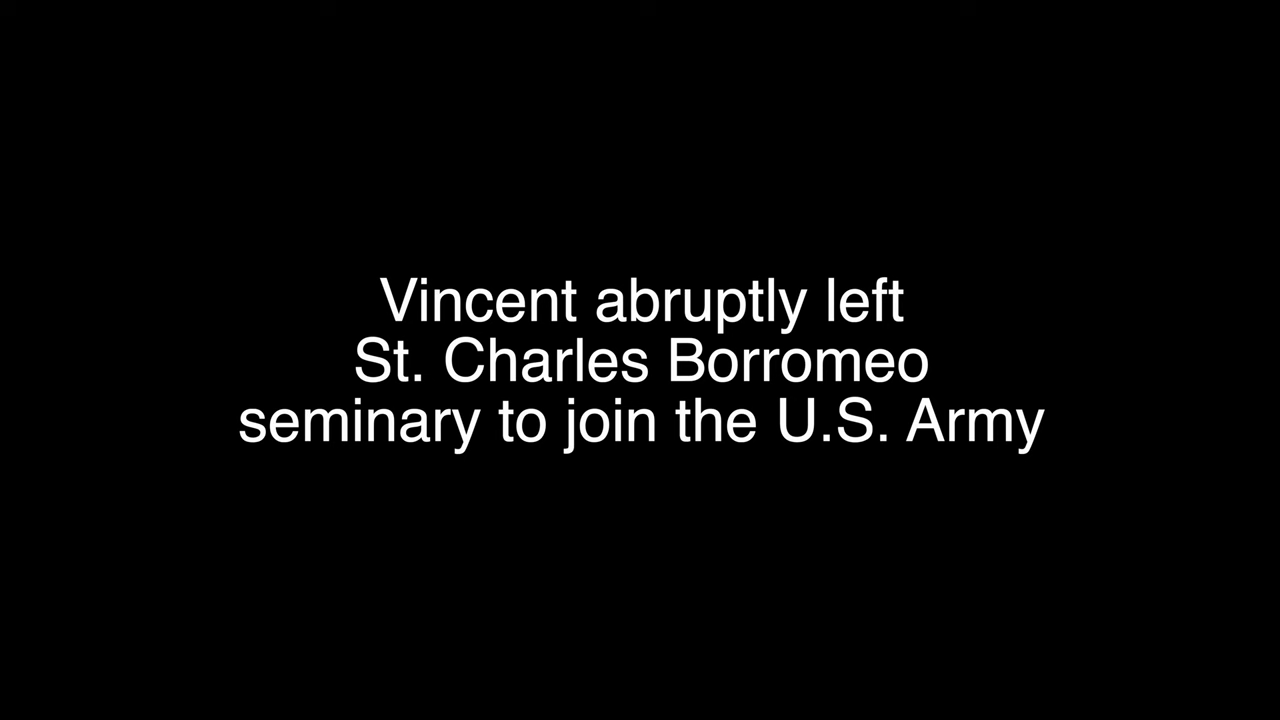 Vincent abruptly left
St. Charles Borromeo
seminary to join the U.S. Army